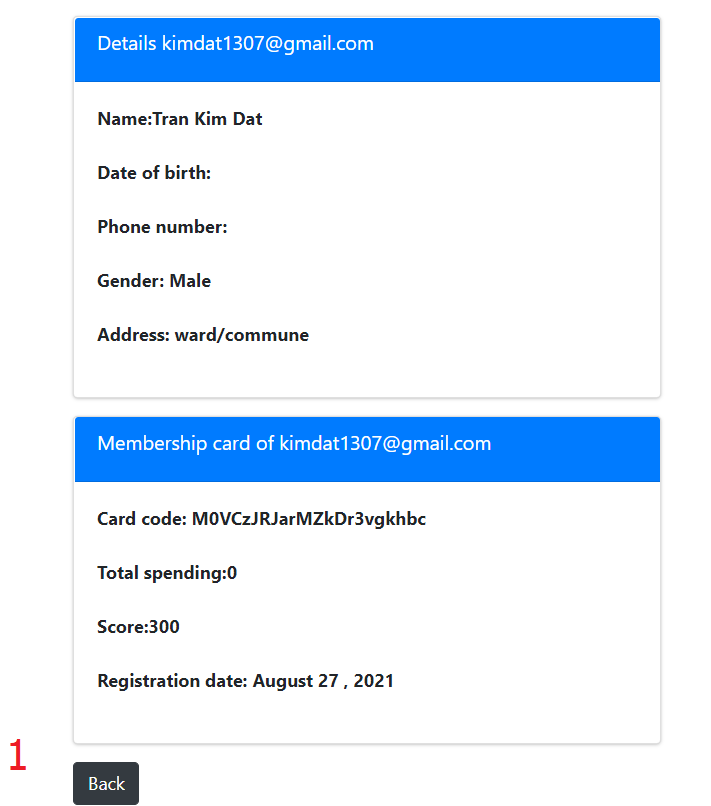 Details kimdat1307@gmail.com
Name:Tran Kim Dat
Date of birth:
Phone number:
Gender: Male
Address: ward/commune
Membership card of kimdat1307@gmail.com
Card code: M0VCzJRJarMZkDr3vgkhbc
Total spending:0
Score:300
Registration date: August 27 , 2021
1
Back